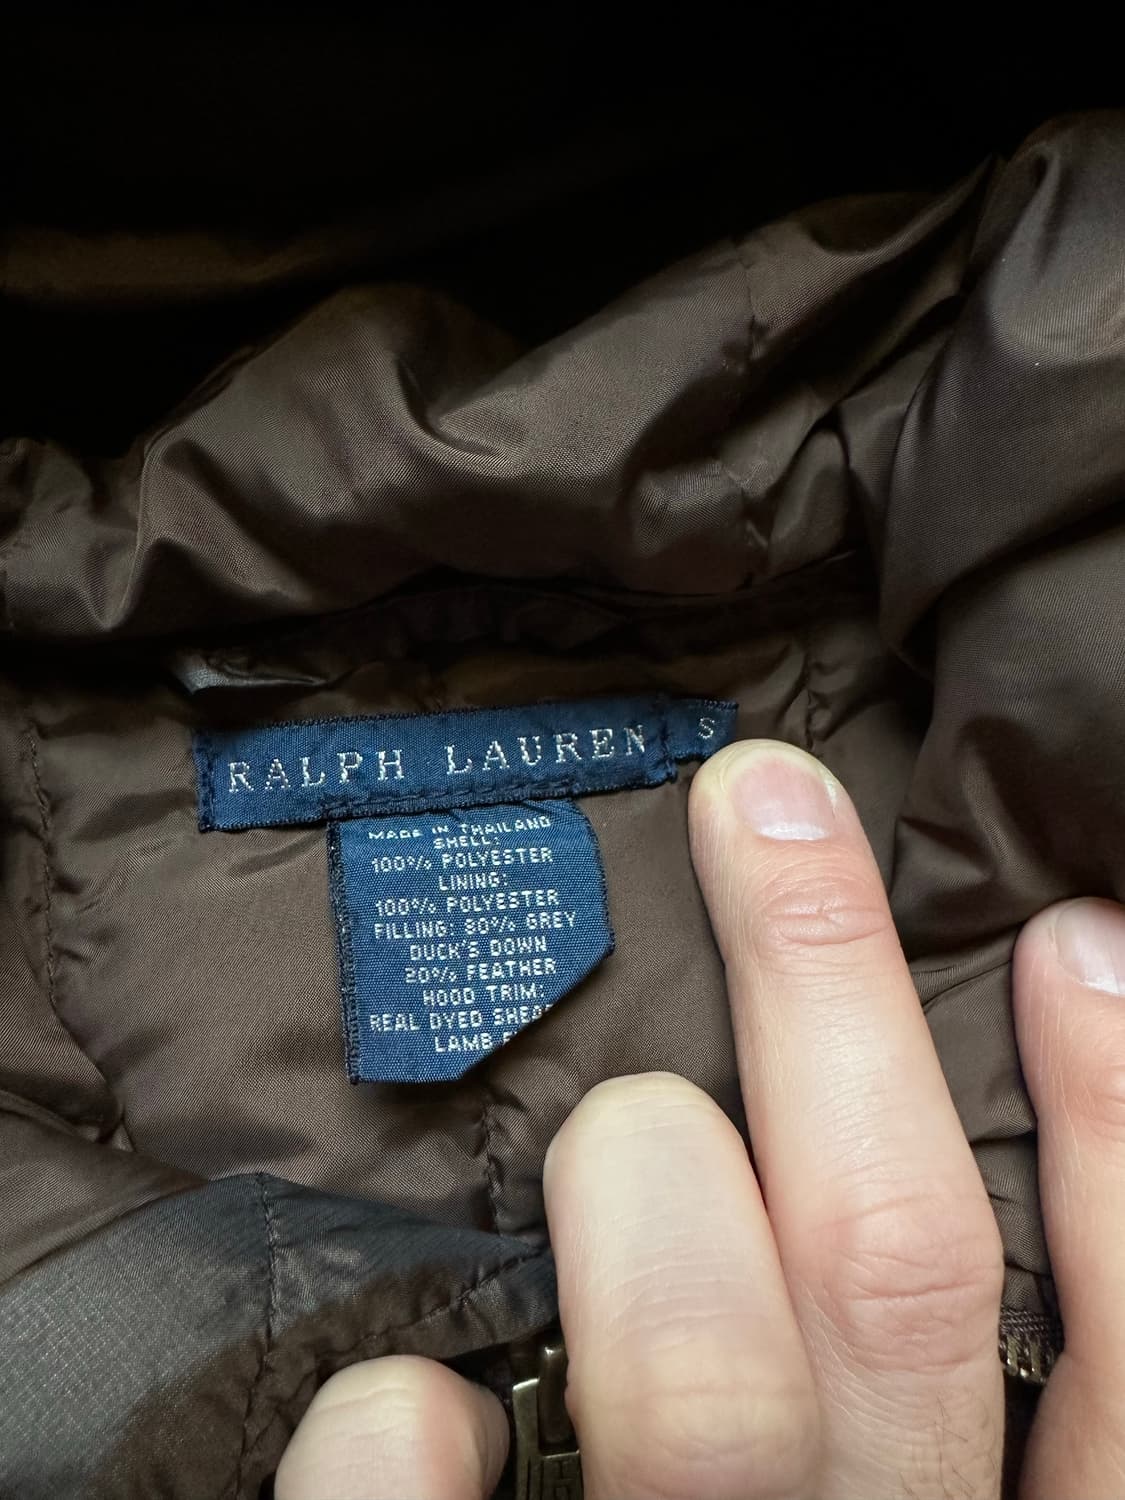 RALPH LAUREN S
MADE IN THAILAND
SHELL:
100% POLYESTER
LINING:
100% POLYESTER
FILLING: 80% GREY
DUCK'S DOWN
20% FEATHER
HOOD TRIM:
REAL DYED
LAMB